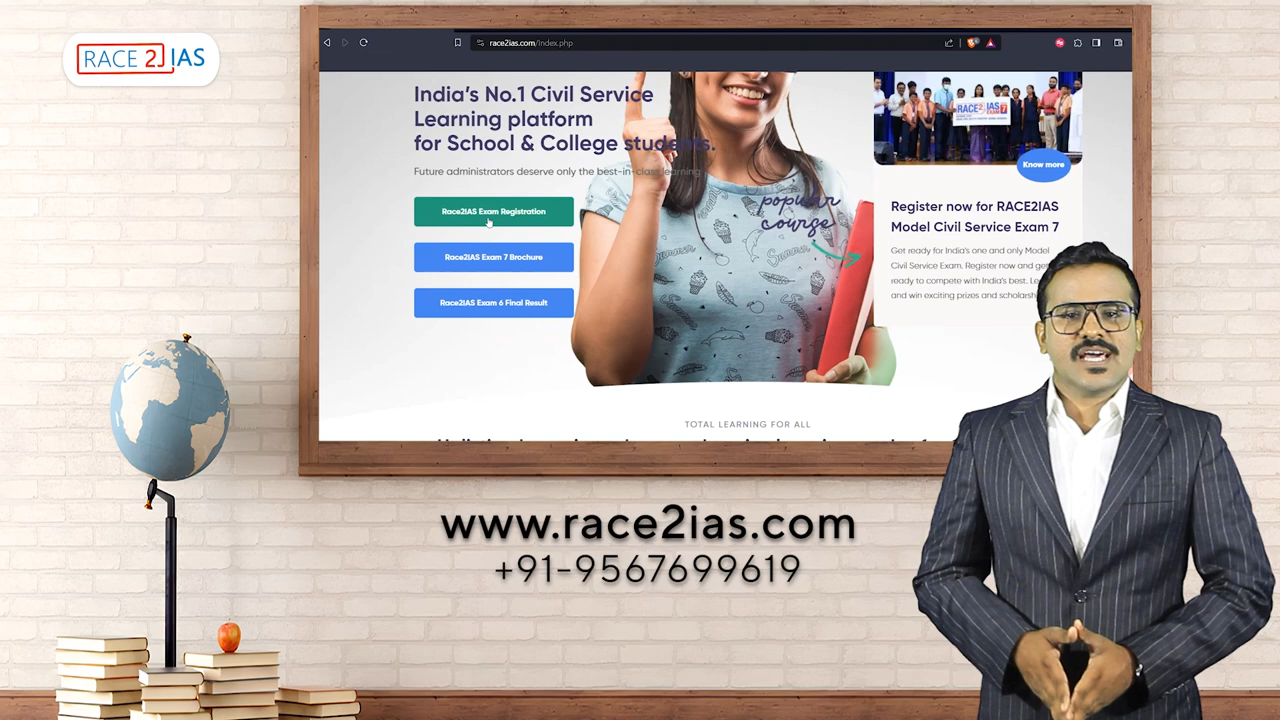 RACE 2 IAS
race2ias.com/index.php
India's No.1 Civil Service
Learning platform
for School & College students.
Future administrators deserve only the best-in-class learning
Race2IAS Exam Registration
Race2IAS Exam 7 Brochure
Race2IAS Exam 6 Final Result
popular
course
RACE2IAS
Know more
Register now for RACE2IAS
Model Civil Service Exam 7
Get ready for India's one and only Model
Civil Service Exam. Register now and get
ready to compete with India's best.
and win exciting prizes and
TOTAL LEARNING FOR ALL
www.race2ias.com
+91-9567699619